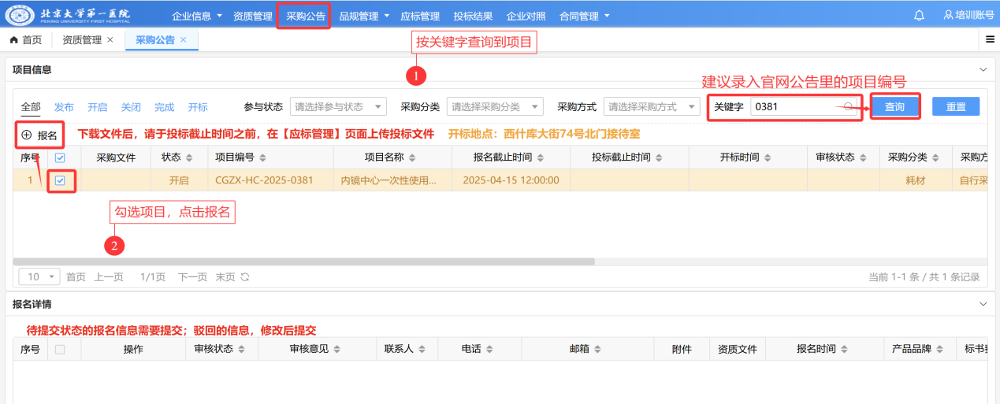 北京大学第一医院 企业信息 资质管理 采购公告 品规管理 应标管理 投标结果 企业对照 合同管理 培训账号
PEKING UNIVERSITY FIRST HOSPITAL
首页 资质管理 × 采购公告 ×
按关键字查询到项目
1
项目信息
建议录入官网公告里的项目编号
全部 发布 开启 关闭 完成 开标 参与状态 请选择参与状态 采购分类 请选择采购分类 采购方式 请选择采购方式 关键字 0381 查询 重置
报名 下载文件后，请于投标截止时间之前，在【应标管理】页面上传投标文件 开标地点：西什库大街74号北门接待室
序号 采购文件 状态 项目编号 项目名称 报名截止时间 投标截止时间 开标时间 审核状态 采购分类 采购方
1 开启 CGZX-HC-2025-0381 内镜中心一次性使用... 2025-04-15 12:00:00 耗材 自行采
勾选项目，点击报名
2
10 首页 上一页 1/1页 下一页 末页 当前 1-1 条 / 共 1 条记录
报名详情
待提交状态的报名信息需要提交；驳回的信息，修改后提交
序号 操作 审核状态 审核意见 联系人 电话 邮箱 附件 资质文件 报名时间 产品品牌 标书